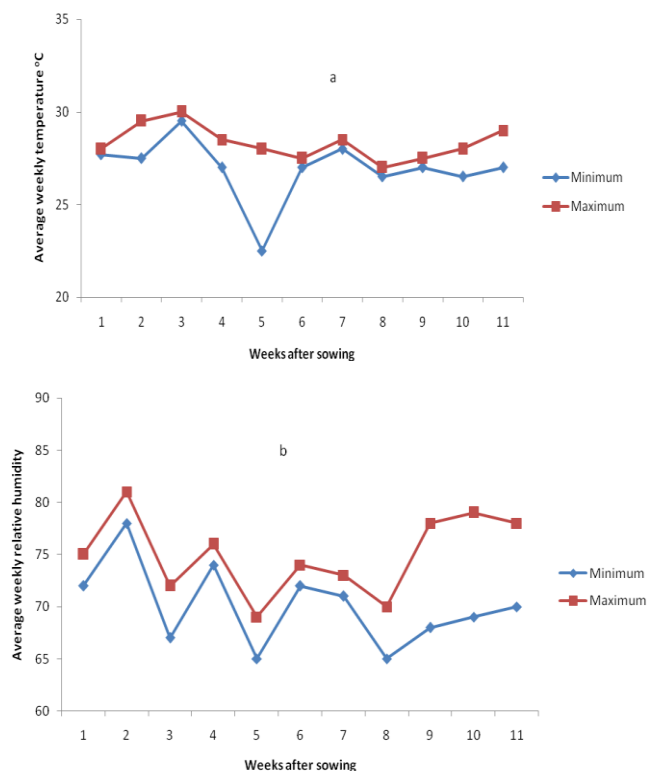 35
a
30
Average weekly temperature ºC
25
Minimum
Maximum
20
1 2 3 4 5 6 7 8 9 10 11
Weeks after sowing
90
85
b
80
75
Average weekly relative humidity
70
Minimum
Maximum
65
60
1 2 3 4 5 6 7 8 9 10 11
Weeks after sowing